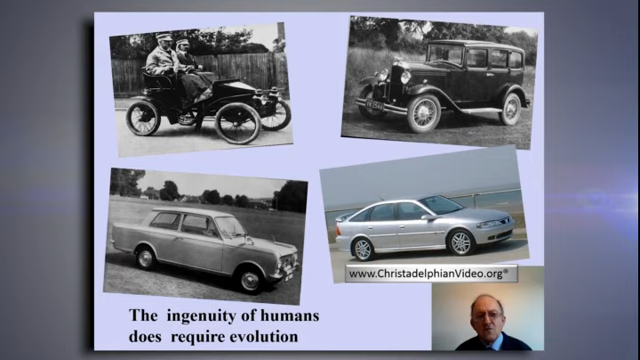 www.ChristadelphianVideo.org®
The ingenuity of humans
does require evolution